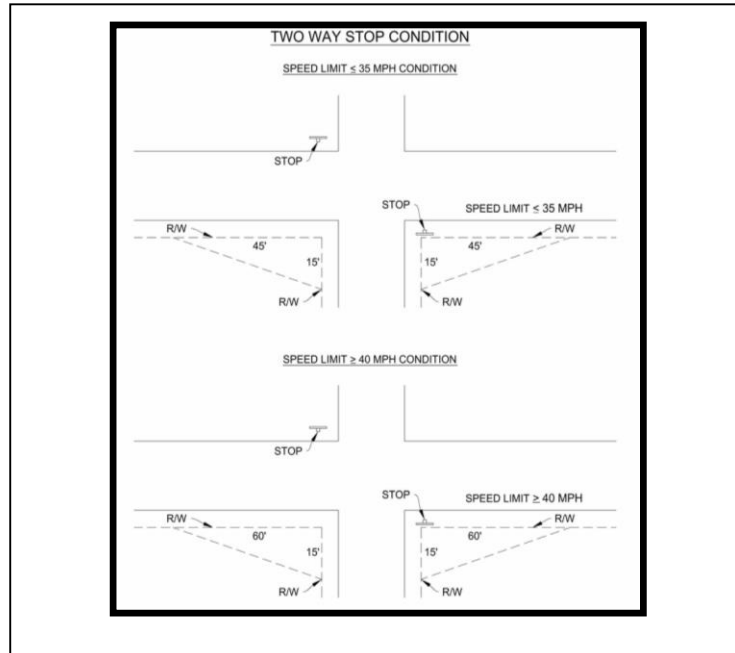 TWO WAY STOP CONDITION
SPEED LIMIT ≤ 35 MPH CONDITION
STOP
STOP
SPEED LIMIT ≤ 35 MPH
R/W
R/W
45'
45'
15'
15'
R/W
R/W
SPEED LIMIT ≥ 40 MPH CONDITION
STOP
STOP
SPEED LIMIT ≥ 40 MPH
R/W
R/W
60'
60'
15'
15'
R/W
R/W